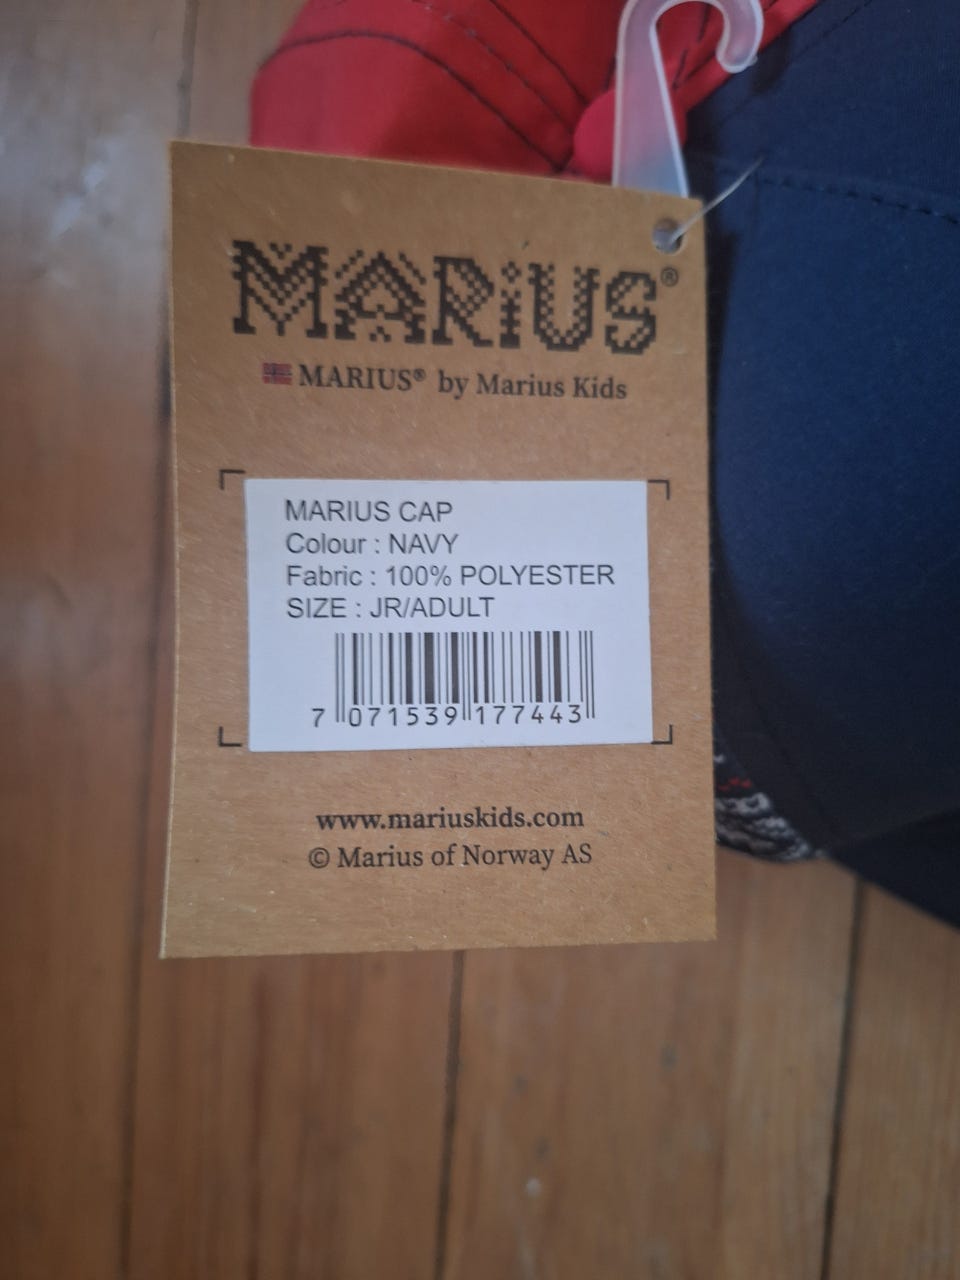 MARiUS®
MARIUS® by Marius Kids
MARIUS CAP
Colour : NAVY
Fabric : 100% POLYESTER
SIZE : JR/ADULT
7 071539 177443
www.mariuskids.com
© Marius of Norway AS